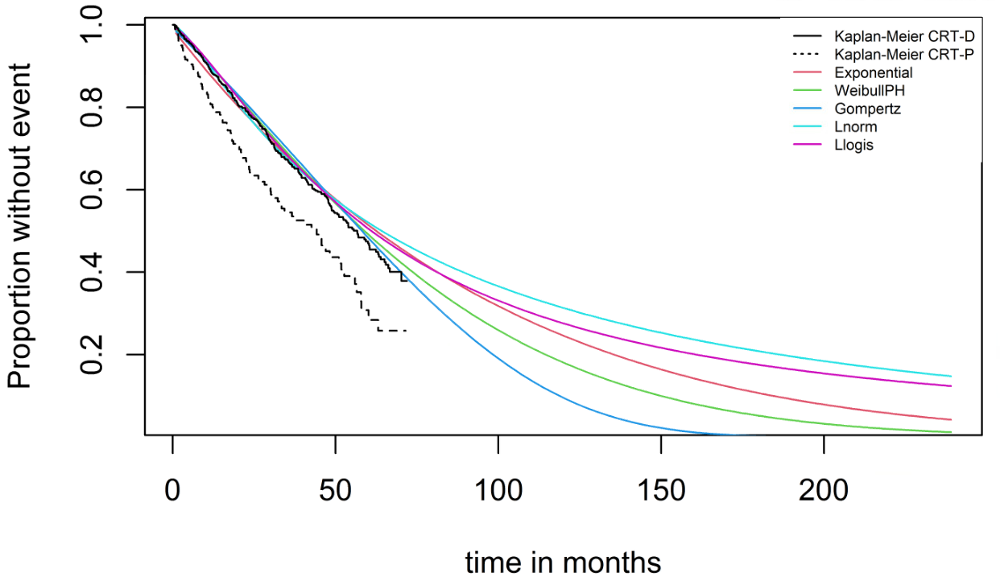 Proportion without event
1.0
0.8
0.6
0.4
0.2
Kaplan-Meier CRT-D
Kaplan-Meier CRT-P
Exponential
WeibullPH
Gompertz
Lnorm
Llogis
0 50 100 150 200
time in months